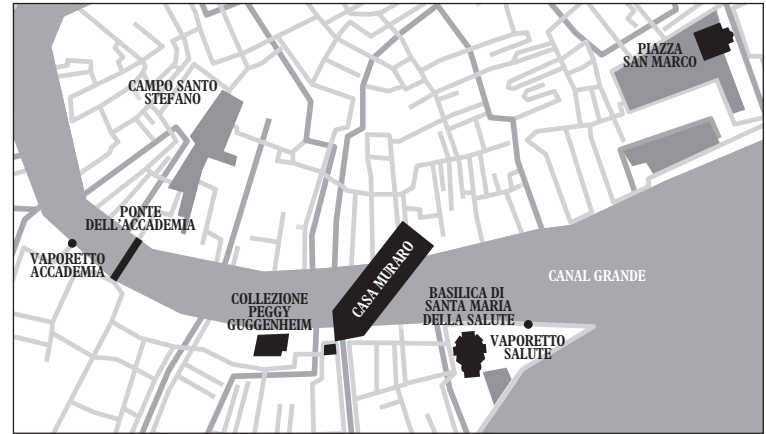 PIAZZA
SAN MARCO
CAMPO SANTO
STEFANO
PONTE
DELL'ACCADEMIA
VAPORETTO
ACCADEMIA
CASA MURARO
CANAL GRANDE
COLLEZIONE
PEGGY
GUGGENHEIM
BASILICA DI
SANTA MARIA
DELLA SALUTE
VAPORETTO
SALUTE